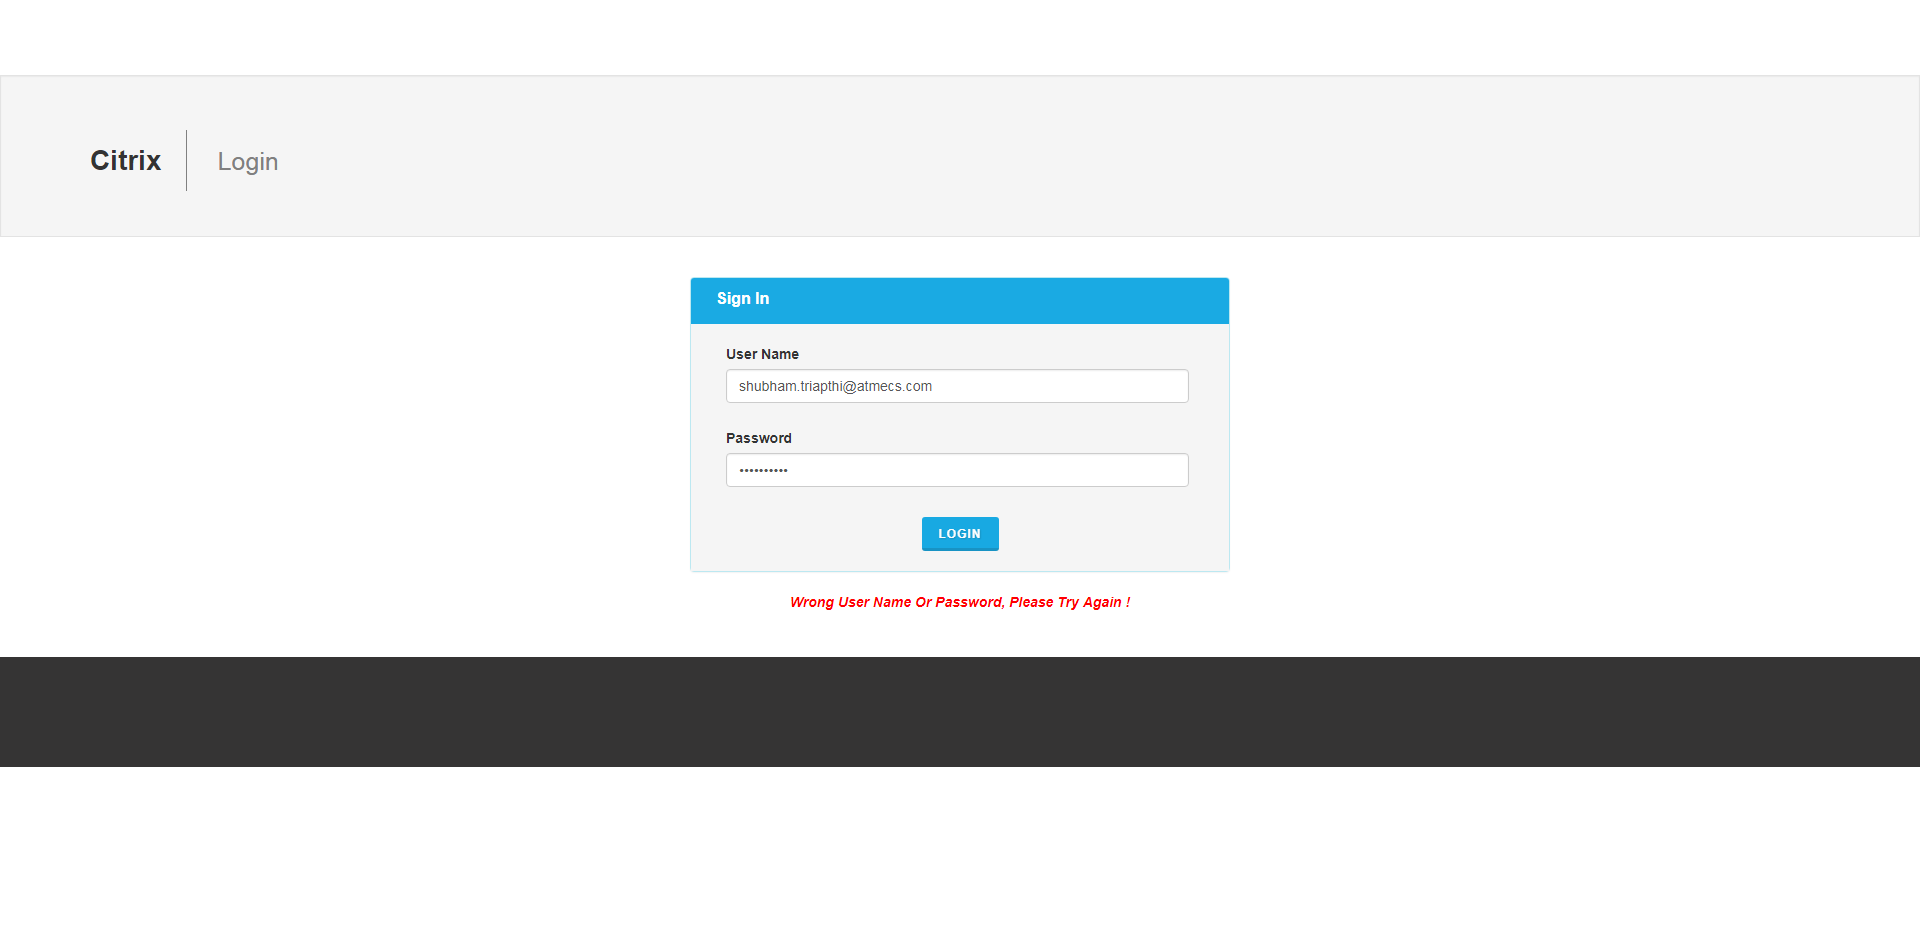 Citrix
Login
Sign In
User Name
shubham.triapthi@atmecs.com
Password
••••••••••
LOGIN
Wrong User Name Or Password, Please Try Again !